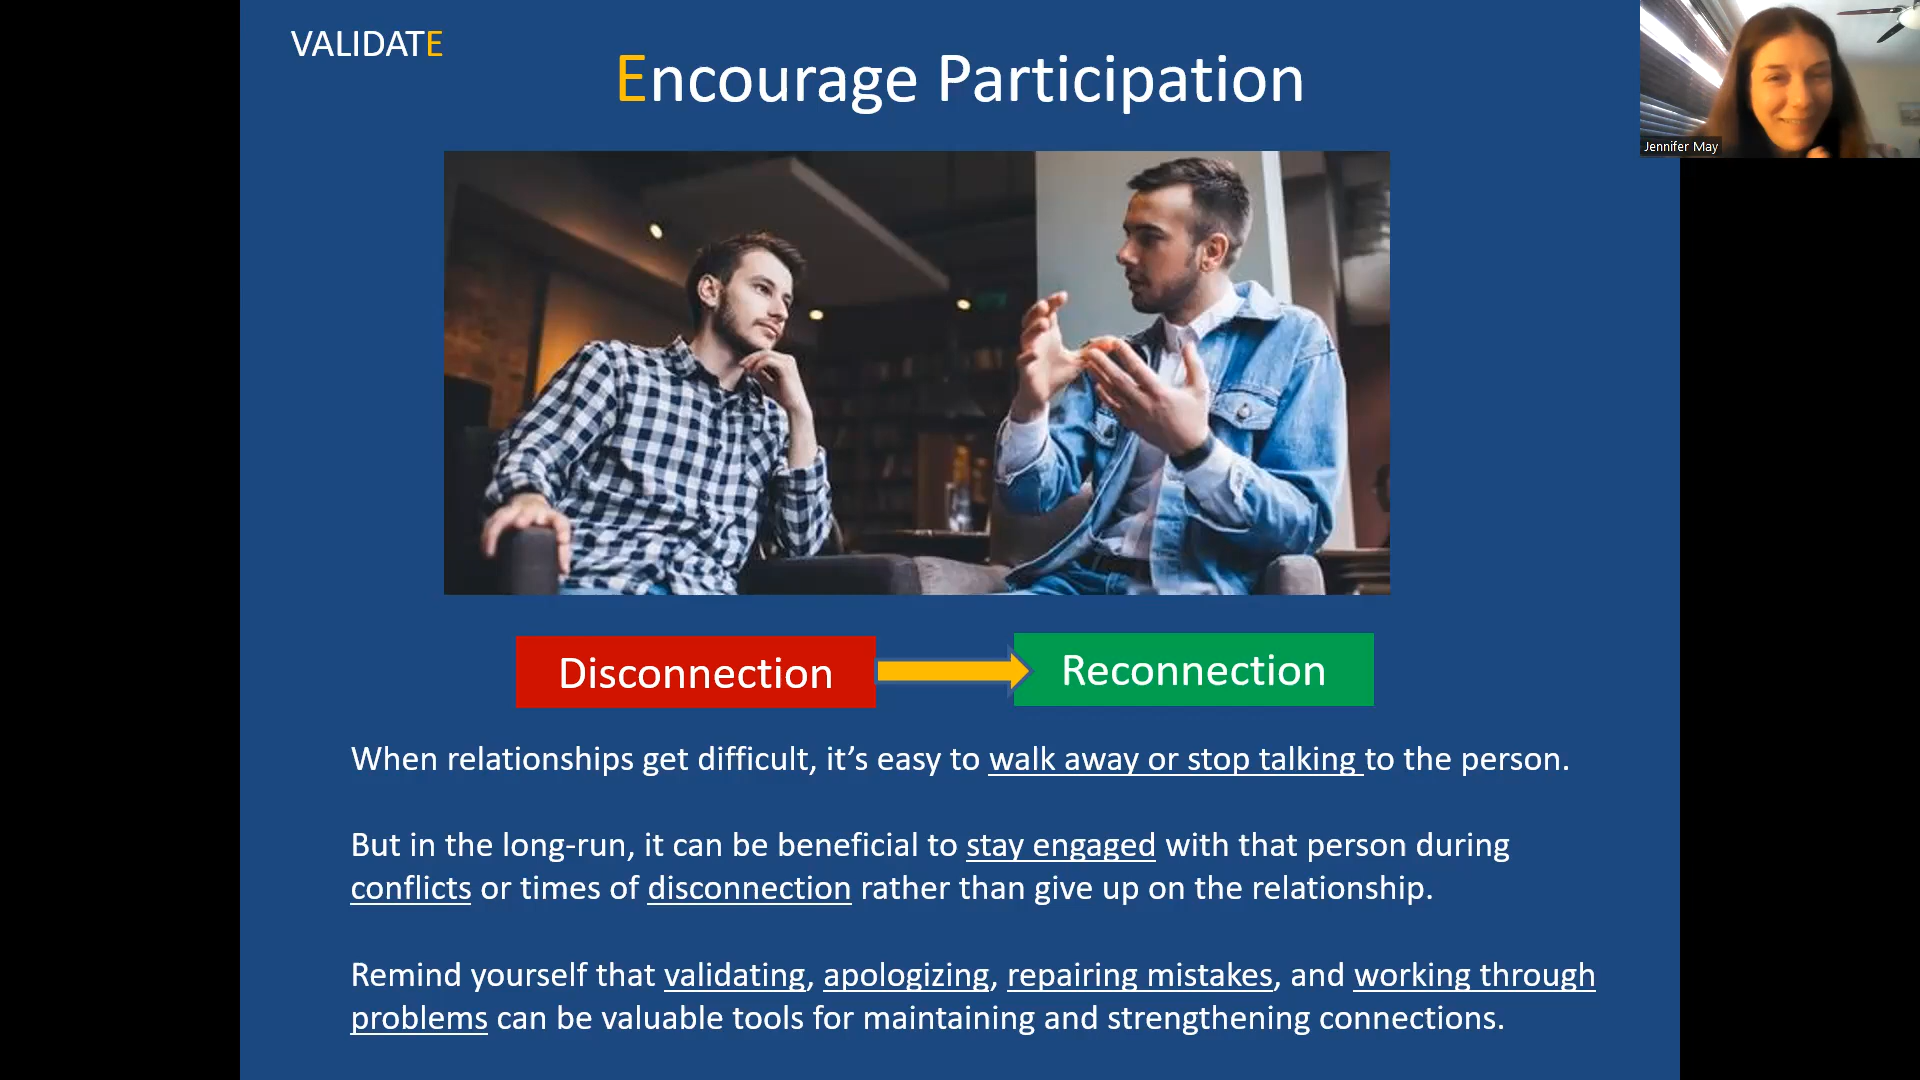 VALIDATE
Encourage Participation
Jennifer May
Disconnection
Reconnection
When relationships get difficult, it’s easy to walk away or stop talking to the person.
But in the long-run, it can be beneficial to stay engaged with that person during
conflicts or times of disconnection rather than give up on the relationship.
Remind yourself that validating, apologizing, repairing mistakes, and working through
problems can be valuable tools for maintaining and strengthening connections.